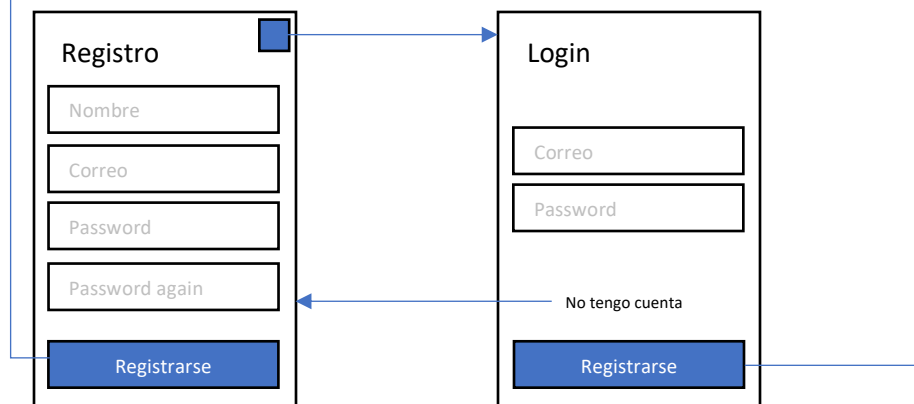 Registro
Nombre
Correo
Password
Password again
Registrarse
Login
Correo
Password
No tengo cuenta
Registrarse